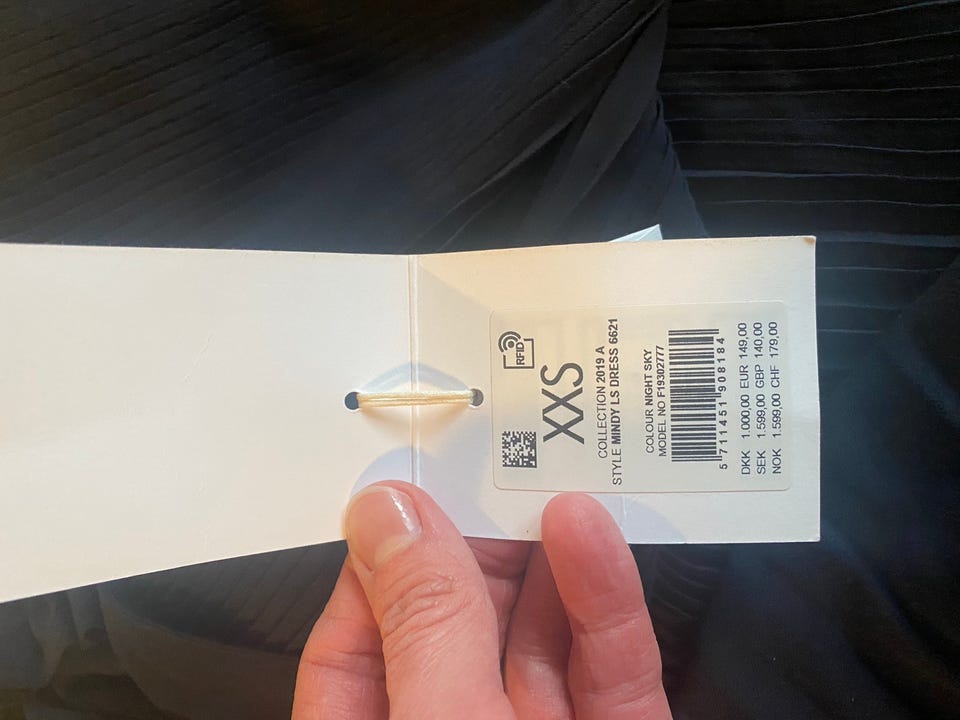 RFID
XXS
COLLECTION 2019 A
STYLE MINDY LS DRESS 6621
COLOUR NIGHT SKY
MODEL NO F19302777
5 711451 908184
DKK 1.000,00 EUR 149,00
SEK 1.599,00 GBP 140,00
NOK 1.599,00 CHF 179,00